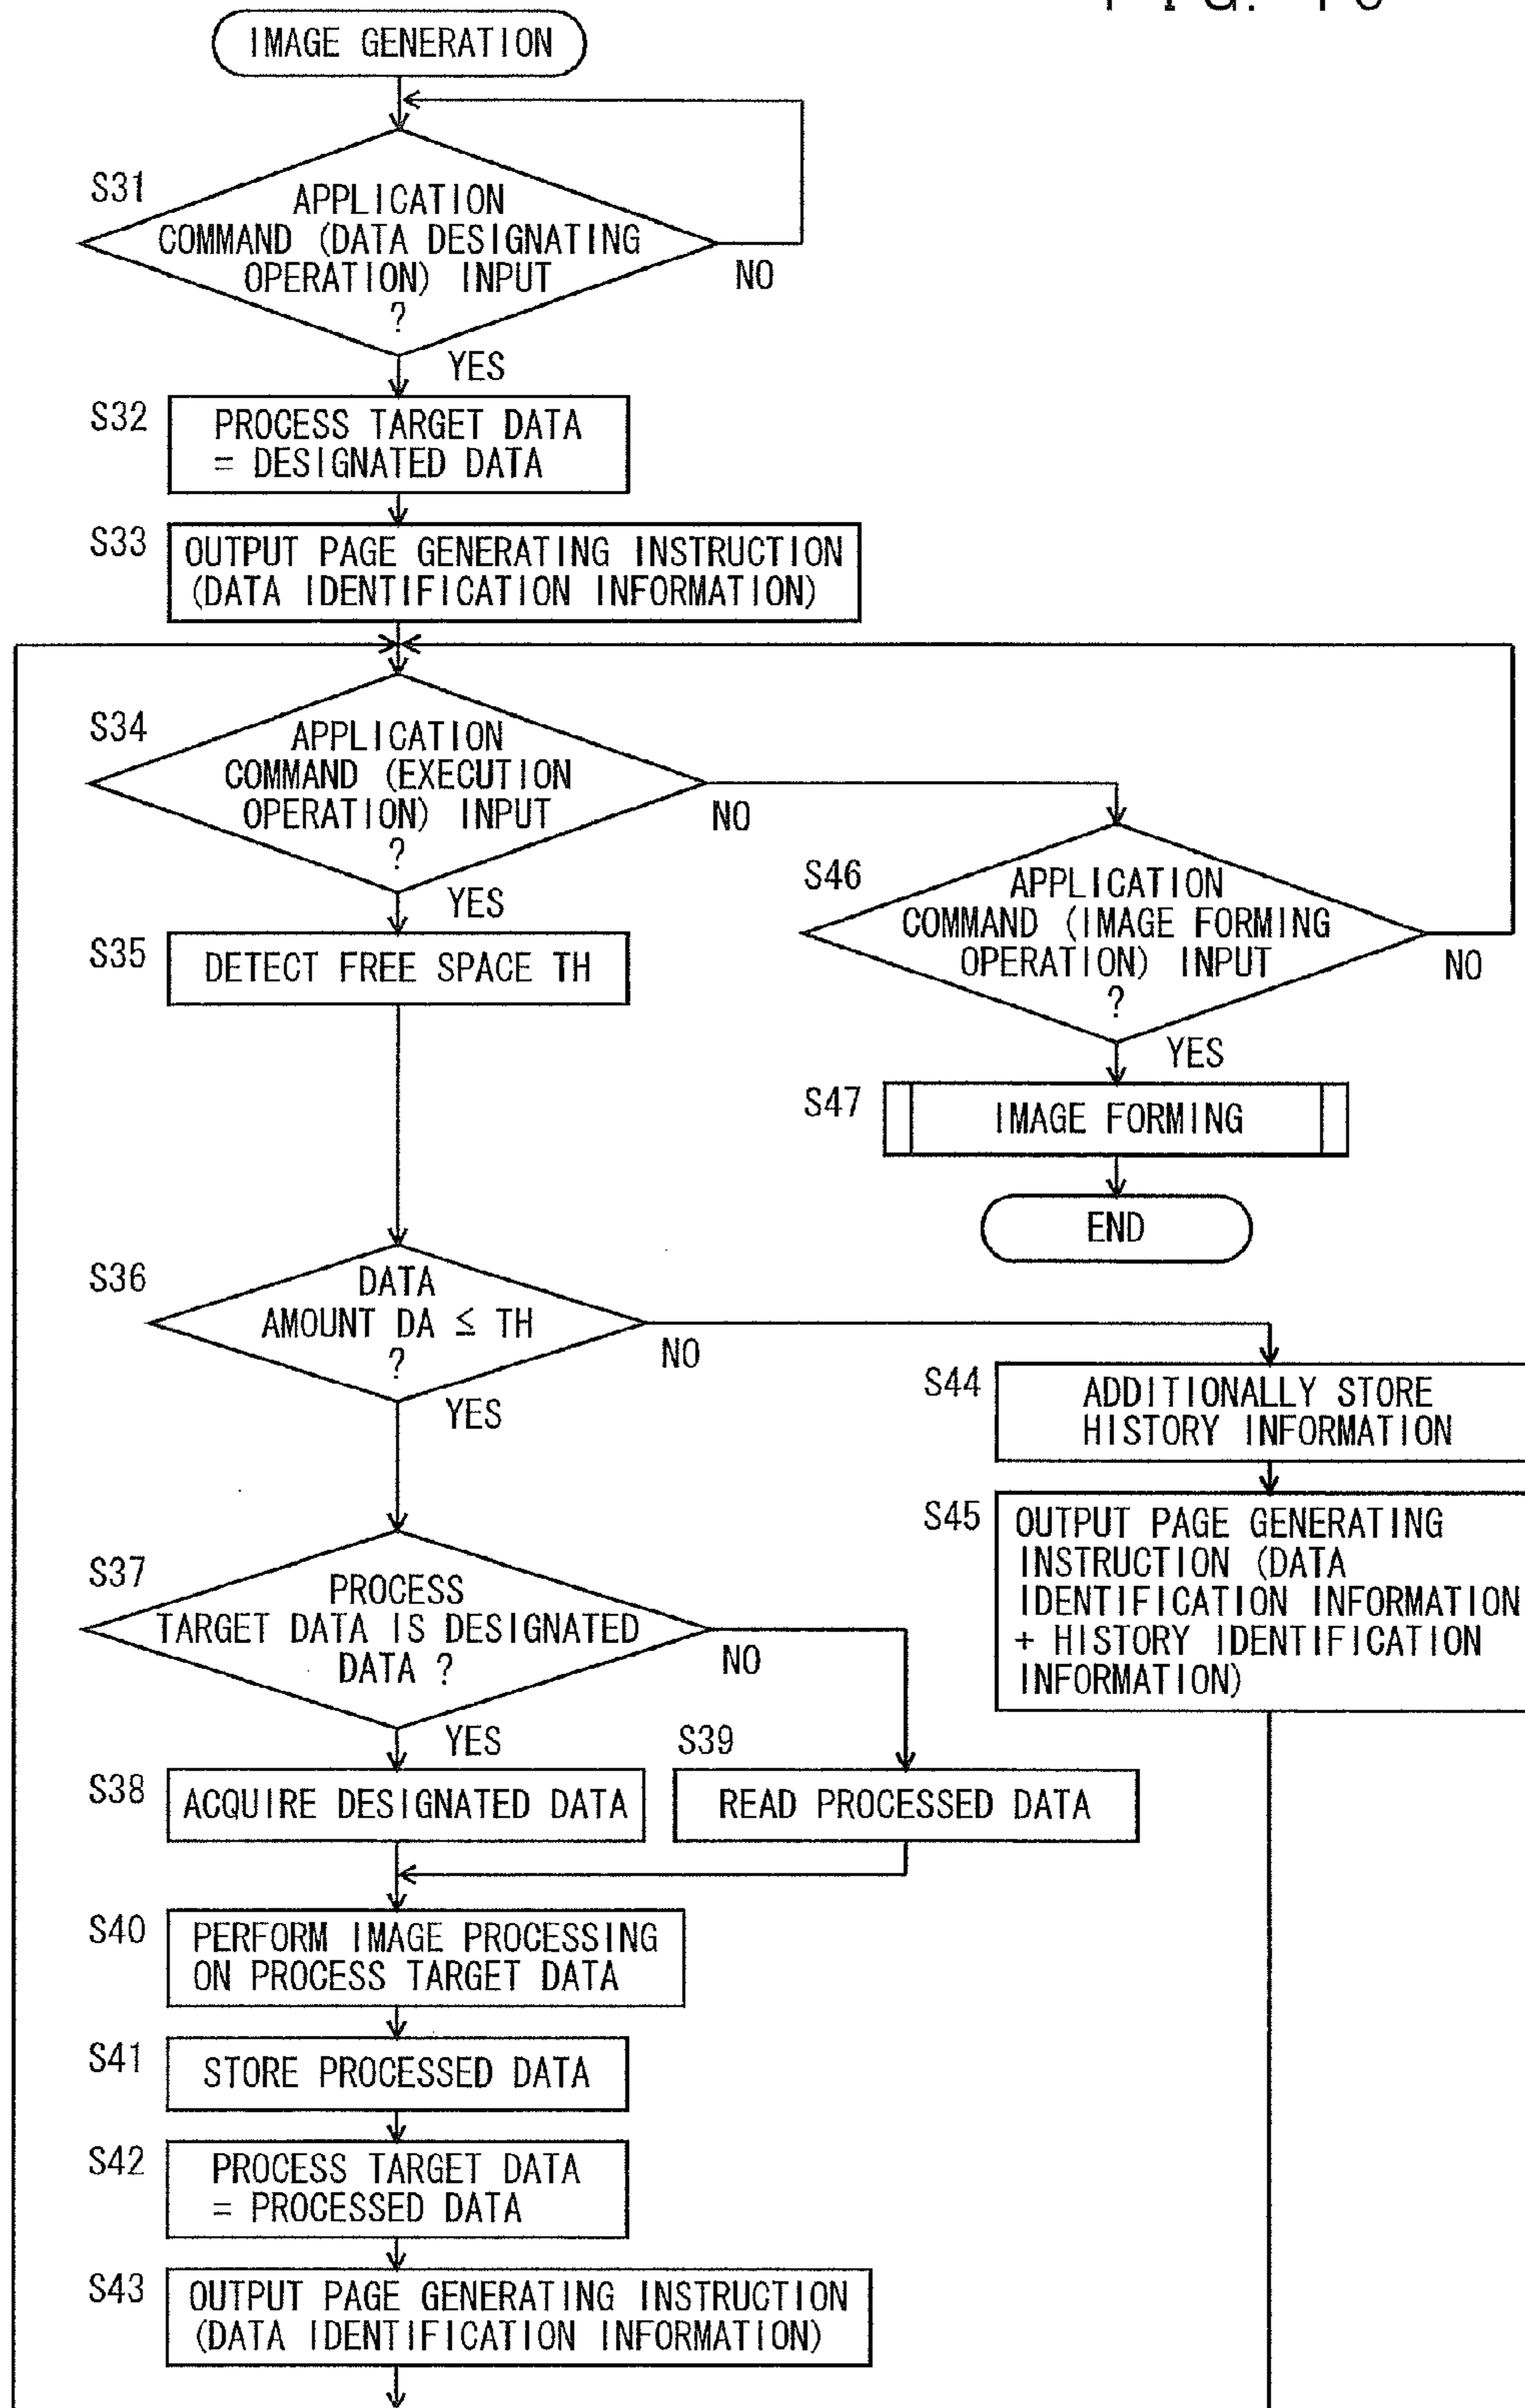 IMAGE GENERATION
S31
APPLICATION
COMMAND (DATA DESIGNATING
OPERATION) INPUT
?
NO
YES
S32
PROCESS TARGET DATA
= DESIGNATED DATA
S33
OUTPUT PAGE GENERATING INSTRUCTION
(DATA IDENTIFICATION INFORMATION)
S34
APPLICATION
COMMAND (EXECUTION
OPERATION) INPUT
?
NO
YES
S46
APPLICATION
COMMAND (IMAGE FORMING
OPERATION) INPUT
?
NO
YES
S47
IMAGE FORMING
END
S35
DETECT FREE SPACE TH
S36
DATA
AMOUNT DA ≤ TH
?
NO
YES
S44
ADDITIONALLY STORE
HISTORY INFORMATION
S45
OUTPUT PAGE GENERATING
INSTRUCTION (DATA
IDENTIFICATION INFORMATION
+ HISTORY IDENTIFICATION
INFORMATION)
S37
PROCESS
TARGET DATA IS DESIGNATED
DATA ?
NO
YES
S38
ACQUIRE DESIGNATED DATA
S39
READ PROCESSED DATA
S40
PERFORM IMAGE PROCESSING
ON PROCESS TARGET DATA
S41
STORE PROCESSED DATA
S42
PROCESS TARGET DATA
= PROCESSED DATA
S43
OUTPUT PAGE GENERATING INSTRUCTION
(DATA IDENTIFICATION INFORMATION)